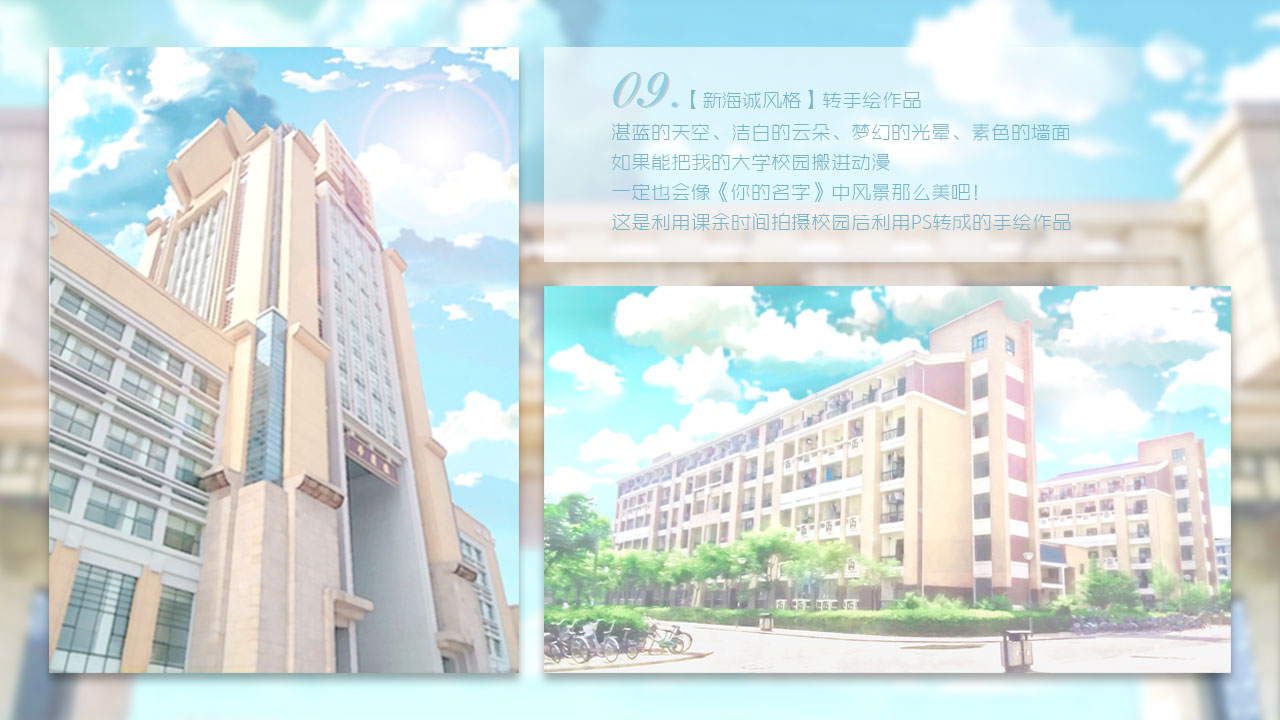 09.【新海诚风格】转手绘作品
湛蓝的天空、洁白的云朵、梦幻的光晕、素色的墙面
如果能把我的大学校园搬进动漫
一定也会像《你的名字》中风景那么美吧!
这是利用课余时间拍摄校园后利用PS转成的手绘作品